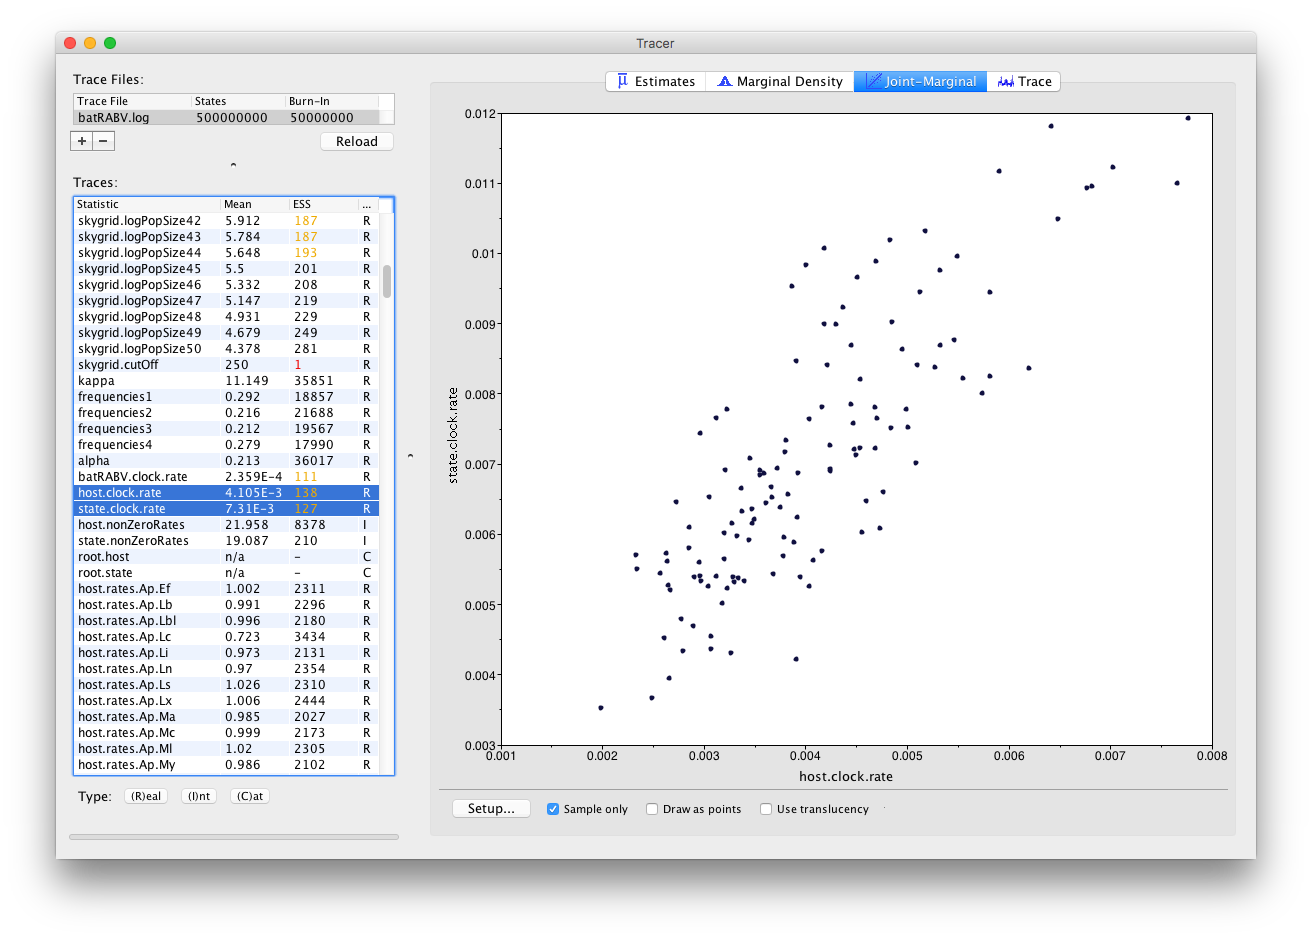 Tracer
Trace Files:
Trace File States Burn-In
batRABV.log 500000000 50000000
+ −
Reload
Traces:
Statistic Mean ESS ...
skygrid.logPopSize42 5.912 187 R
skygrid.logPopSize43 5.784 187 R
skygrid.logPopSize44 5.648 193 R
skygrid.logPopSize45 5.5 201 R
skygrid.logPopSize46 5.332 208 R
skygrid.logPopSize47 5.147 219 R
skygrid.logPopSize48 4.931 229 R
skygrid.logPopSize49 4.679 249 R
skygrid.logPopSize50 4.378 281 R
skygrid.cutOff 250 1 R
kappa 11.149 35851 R
frequencies1 0.292 18857 R
frequencies2 0.216 21688 R
frequencies3 0.212 19567 R
frequencies4 0.279 17990 R
alpha 0.213 36017 R
batRABV.clock.rate 2.359E-4 111 R
host.clock.rate 4.105E-3 138 R
state.clock.rate 7.31E-3 127 R
host.nonZeroRates 21.958 8378 I
state.nonZeroRates 19.087 210 I
root.host n/a - C
root.state n/a - C
host.rates.Ap.Ef 1.002 2311 R
host.rates.Ap.Lb 0.991 2296 R
host.rates.Ap.Lbl 0.996 2180 R
host.rates.Ap.Lc 0.723 3434 R
host.rates.Ap.Li 0.973 2131 R
host.rates.Ap.Ln 0.97 2354 R
host.rates.Ap.Ls 1.026 2310 R
host.rates.Ap.Lx 1.006 2444 R
host.rates.Ap.Ma 0.985 2027 R
host.rates.Ap.Mc 0.999 2173 R
host.rates.Ap.Ml 1.02 2305 R
host.rates.Ap.My 0.986 2102 R
Type: (R)eal (I)nt (C)at
μ Estimates Marginal Density Joint-Marginal Trace
0.012
0.011
0.01
0.009
0.008
0.007
0.006
0.005
0.004
0.003
state.clock.rate
0.001 0.002 0.003 0.004 0.005 0.006 0.007 0.008
host.clock.rate
Setup... Sample only Draw as points Use translucency